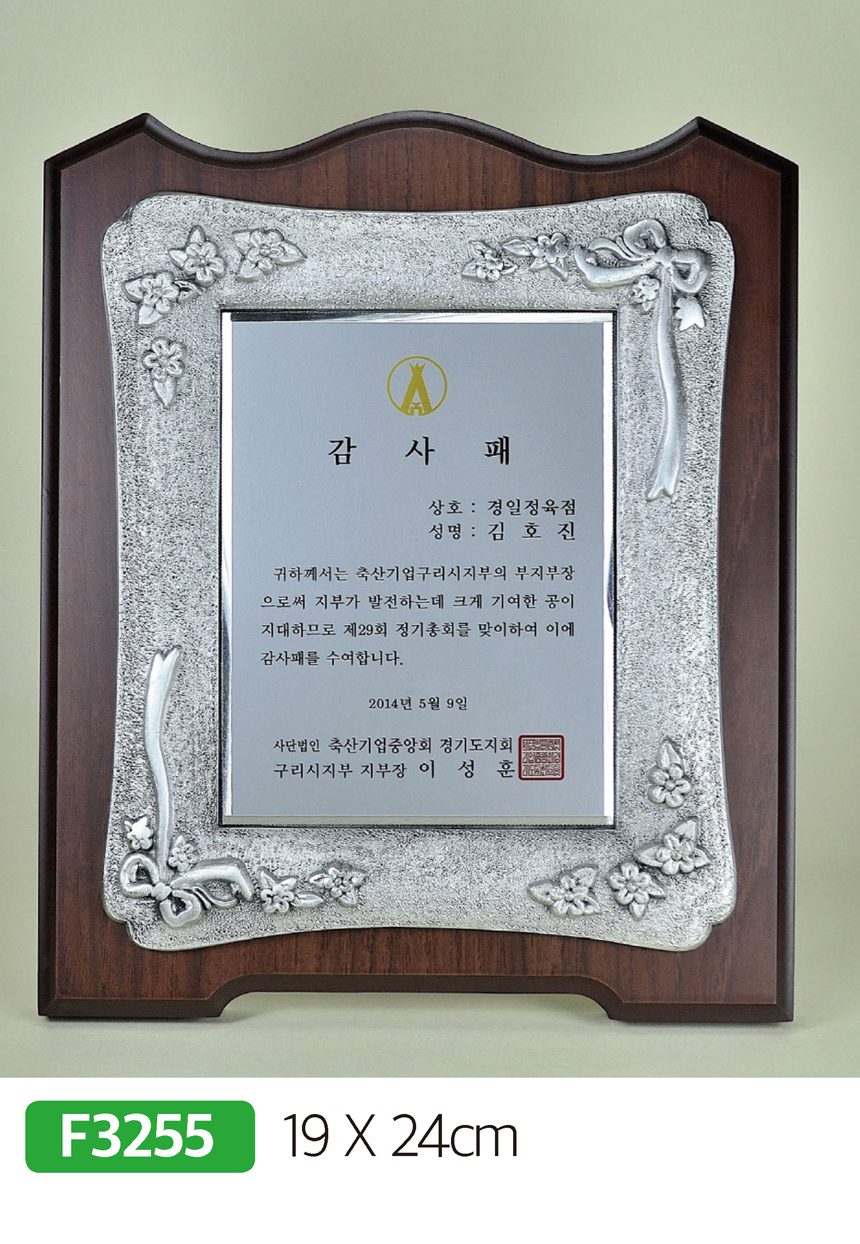 감 사 패
상호 : 경일정육점
성명 : 김 호 진
귀하께서는 축산기업구리시지부의 부지부장
으로써 지부가 발전하는데 크게 기여한 공이
지대하므로 제29회 정기총회를 맞이하여 이에
감사패를 수여합니다.
2014년 5월 9일
사단법인 축산기업중앙회 경기도지회
구리시지부 지부장 이 성 훈
F3255 19 X 24cm